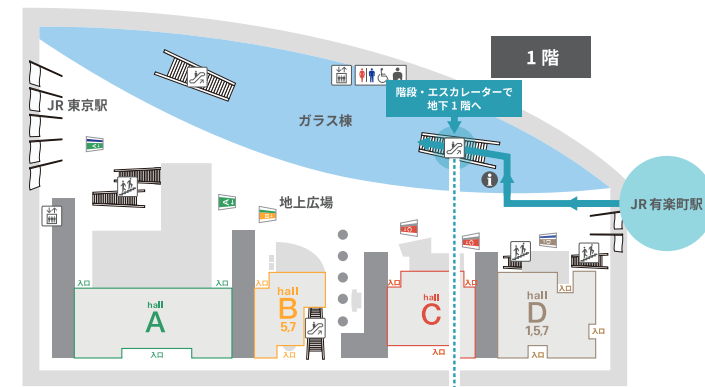 1 階
階段・エスカレーターで
地下 1 階へ
JR 東京駅
ガラス棟
A
i
JR 有楽町駅
地上広場
A
B
C
C
D
入口
入口
入口
入口
入口
入口
入口
hall
A
hall
B
5,7
hall
C
hall
D
1,5,7
入口
入口
入口
入口